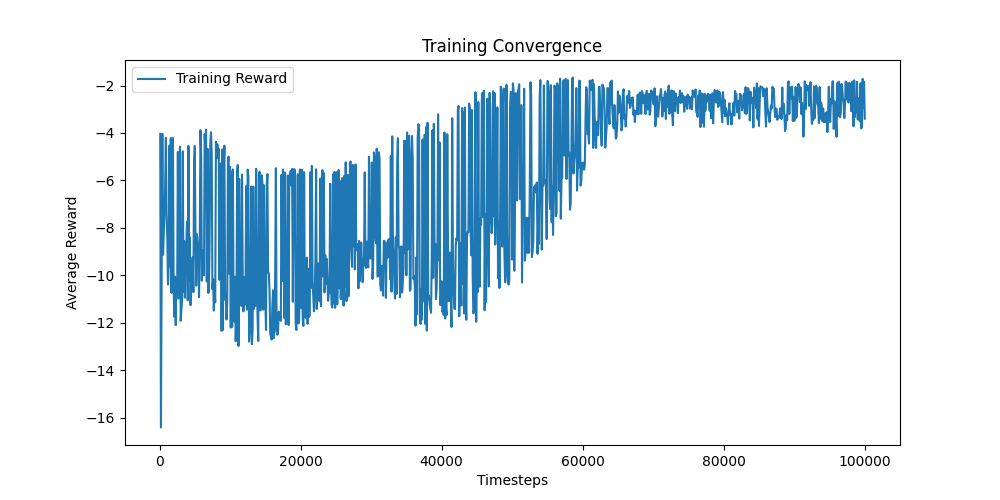 Training Convergence
Training Reward
−2
−4
−6
−8
−10
−12
−14
−16
Average Reward
0 20000 40000 60000 80000 100000
Timesteps